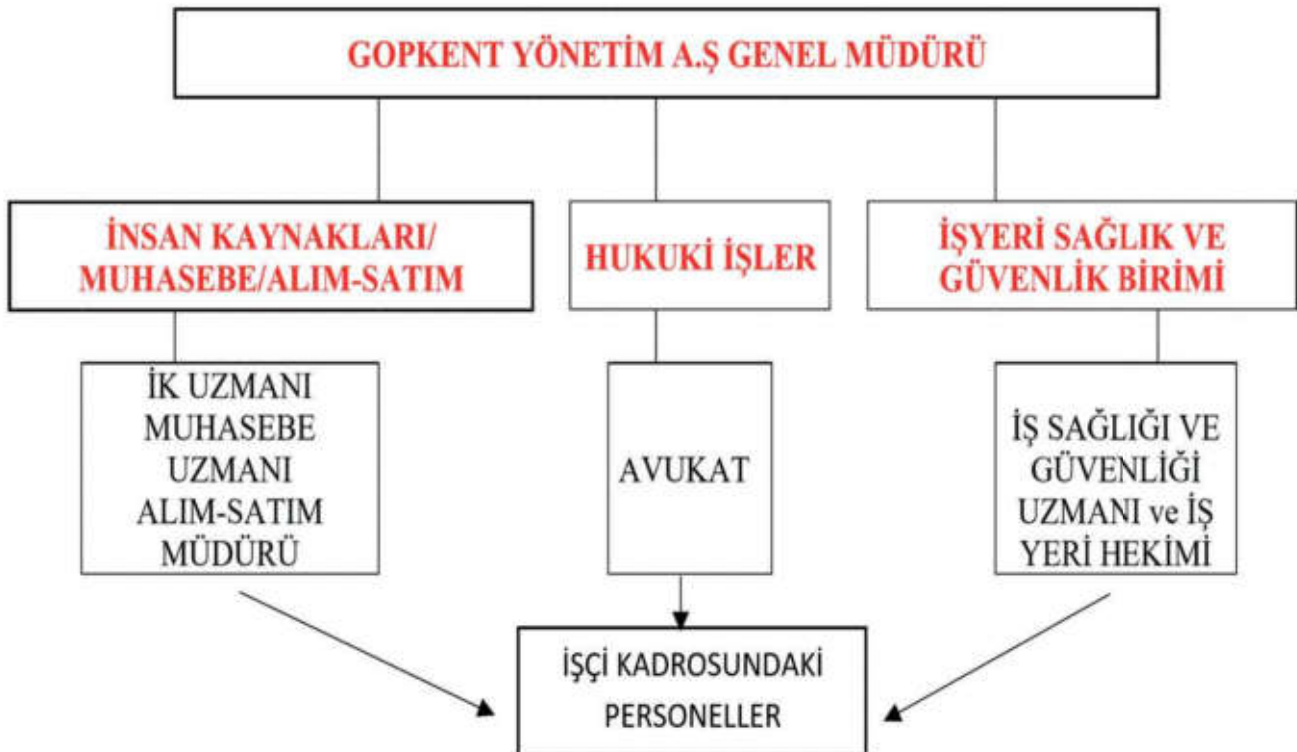 GOPKENT YÖNETİM A.Ş GENEL MÜDÜRÜ
İNSAN KAYNAKLARI/
MUHASEBE/ALIM-SATIM
HUKUKİ İŞLER
İŞYERİ SAĞLIK VE
GÜVENLİK BİRİMİ
İK UZMANI
MUHASEBE
UZMANI
ALIM-SATIM
MÜDÜRÜ
AVUKAT
İŞ SAĞLIĞI VE
GÜVENLİĞİ
UZMANI ve İŞ
YERİ HEKİMİ
İŞÇİ KADROSUNDAKİ
PERSONELLER